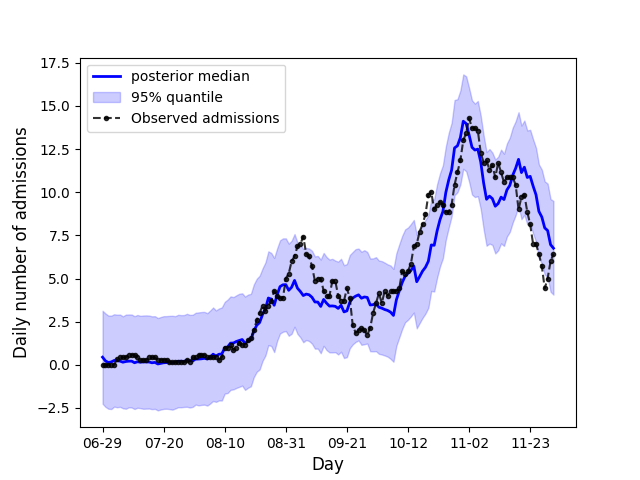 17.5
15.0
12.5
10.0
7.5
5.0
2.5
0.0
−2.5
Daily number of admissions
posterior median
95% quantile
Observed admissions
06-29 07-20 08-10 08-31 09-21 10-12 11-02 11-23
Day